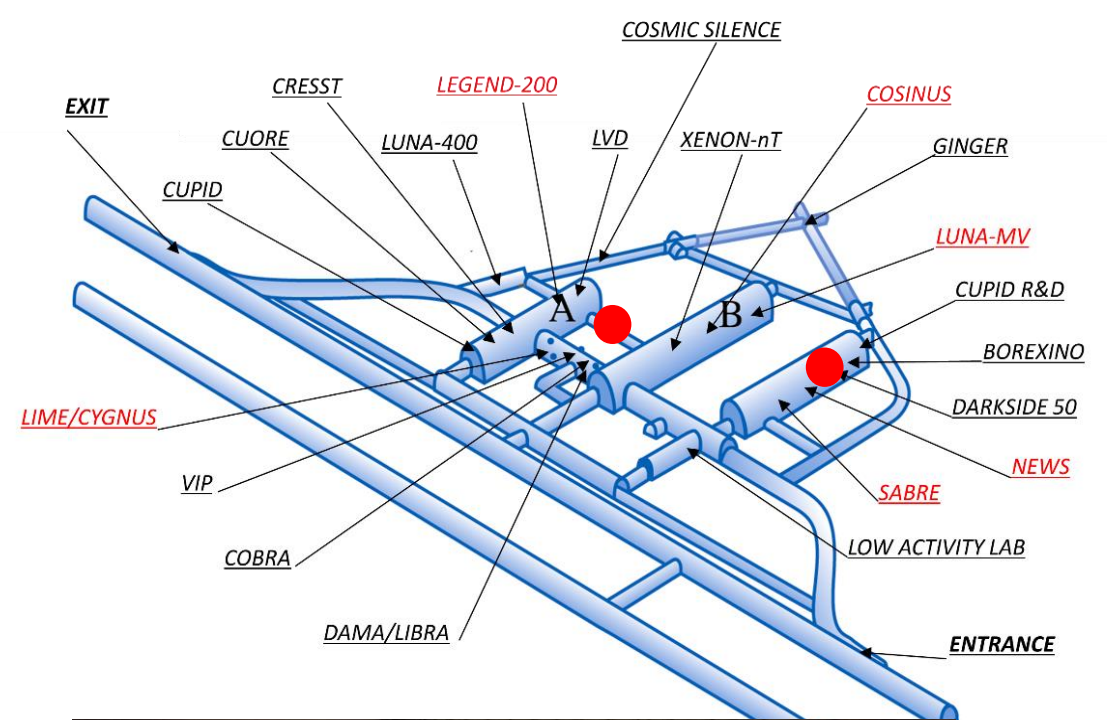 COSMIC SILENCE
CRESST
LEGEND-200
COSINUS
EXIT
CUORE
LUNA-400
LVD
XENON-nT
GINGER
CUPID
LUNA-MV
CUPID R&D
A
B
BOREXINO
LIME/CYGNUS
DARKSIDE 50
VIP
NEWS
SABRE
COBRA
LOW ACTIVITY LAB
DAMA/LIBRA
ENTRANCE